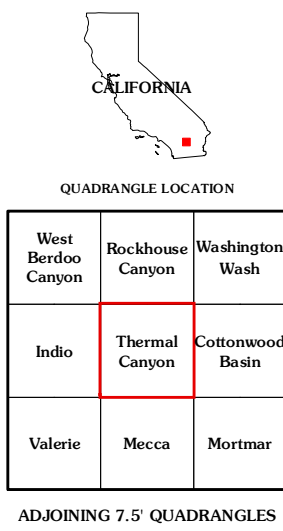 CALIFORNIA
QUADRANGLE LOCATION
West
Berdoo
Canyon
Rockhouse
Canyon
Washington
Wash
Indio
Thermal
Canyon
Cottonwood
Basin
Valerie
Mecca
Mortmar
ADJOINING 7.5' QUADRANGLES